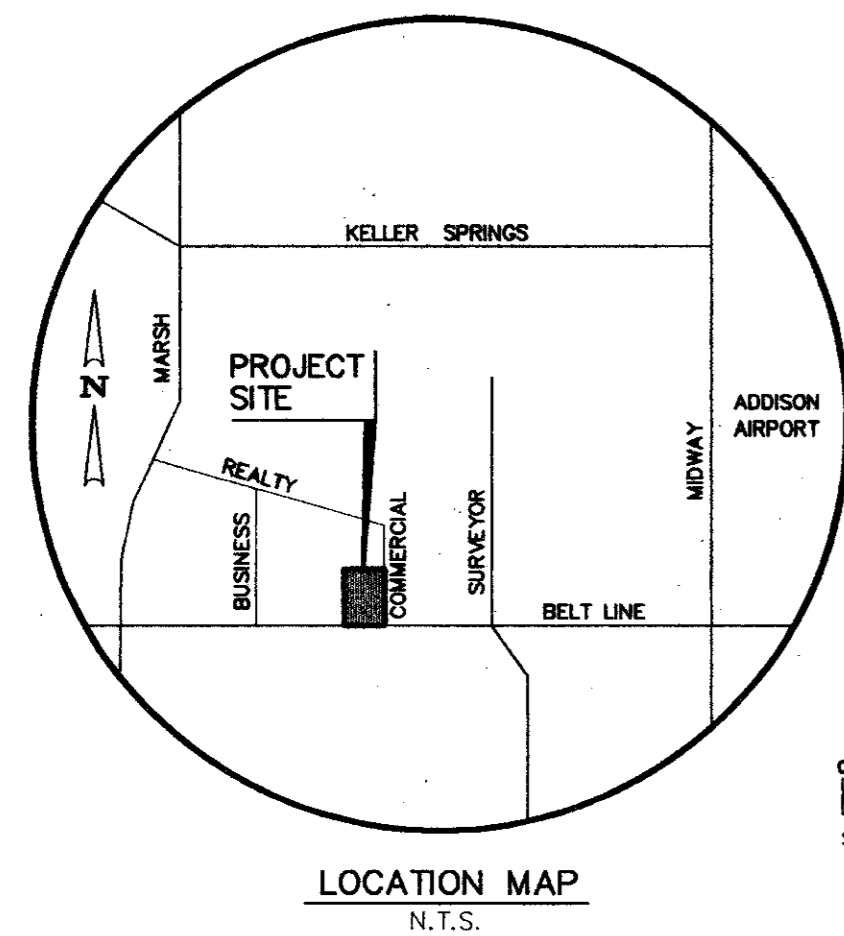 KELLER SPRINGS
MARSH
N
PROJECT
SITE
ADDISON
AIRPORT
MIDWAY
REALTY
BUSINESS
COMMERCIAL
SURVEYOR
BELT LINE
LOCATION MAP
N.T.S.